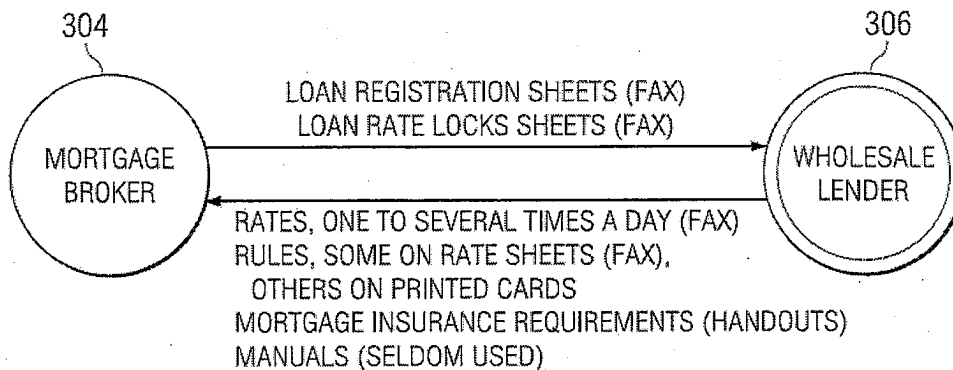 304
306
LOAN REGISTRATION SHEETS (FAX)
LOAN RATE LOCKS SHEETS (FAX)
MORTGAGE
BROKER
WHOLESALE
LENDER
RATES, ONE TO SEVERAL TIMES A DAY (FAX)
RULES, SOME ON RATE SHEETS (FAX),
OTHERS ON PRINTED CARDS
MORTGAGE INSURANCE REQUIREMENTS (HANDOUTS)
MANUALS (SELDOM USED)